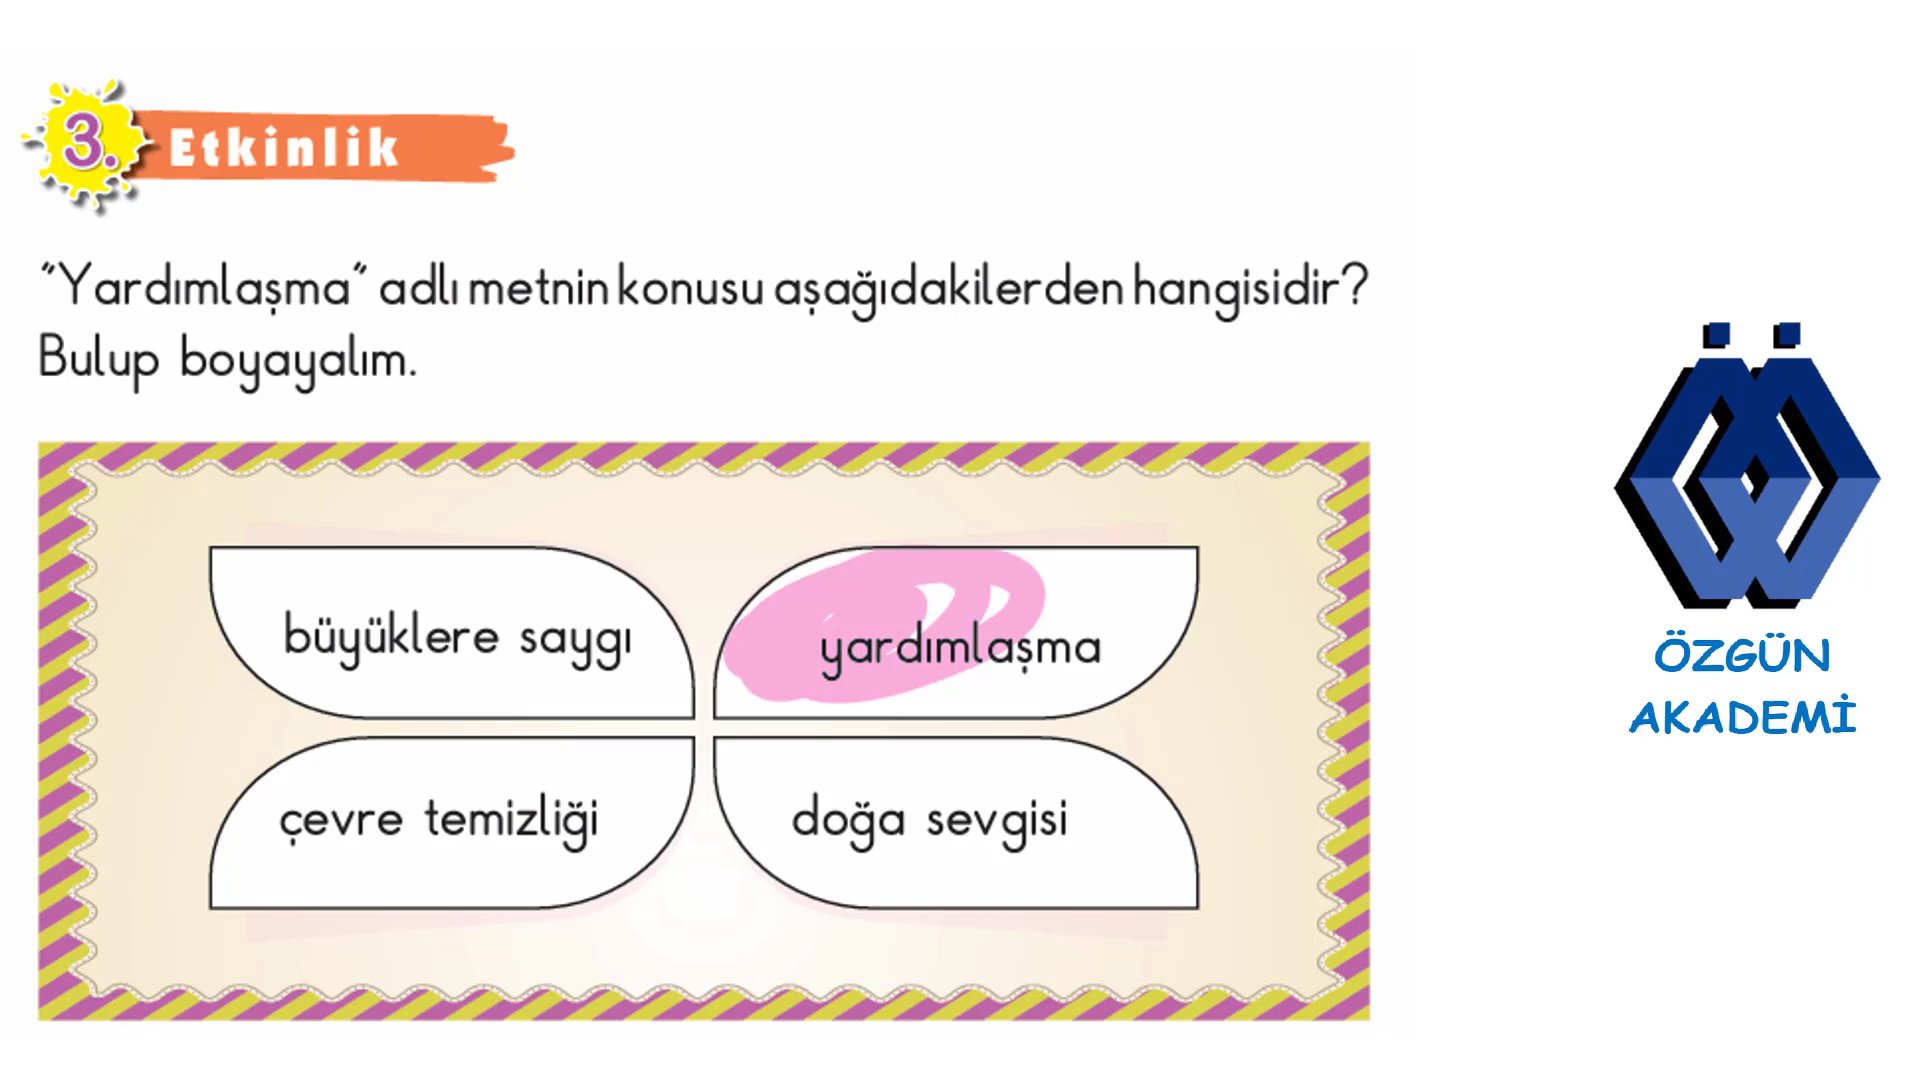 3. Etkinlik
"Yardımlaşma" adlı metnin konusu aşağıdakilerden hangisidir?
Bulup boyayalım.
büyüklere saygı
yardımlaşma
çevre temizliği
doğa sevgisi
ÖZGÜN
AKADEMİ